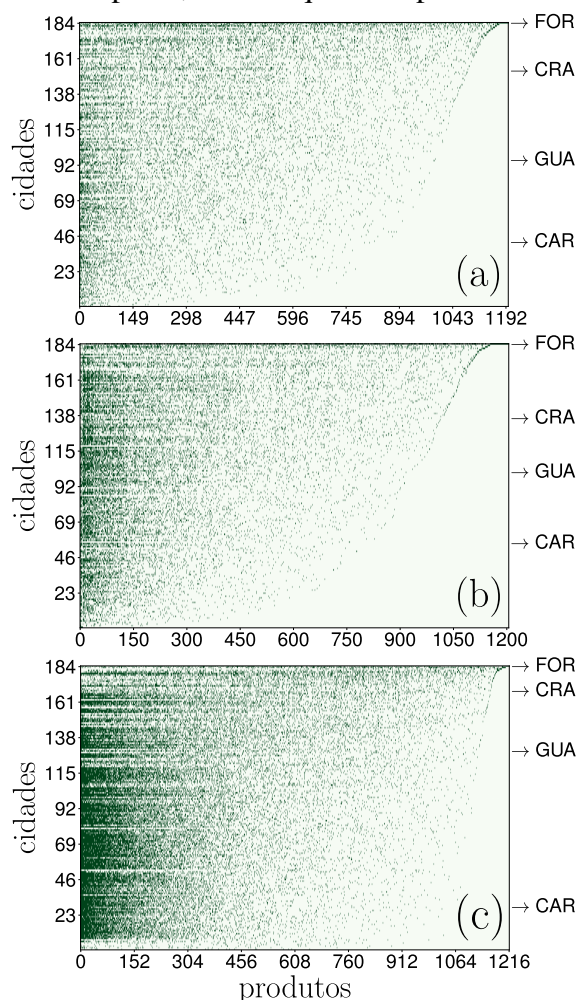 184
161
138
115
92
69
46
23
cidades
(a)
→ FOR
→ CRA
→ GUA
→ CAR
0 149 298 447 596 745 894 1043 1192
184
161
138
115
92
69
46
23
cidades
(b)
→ FOR
→ CRA
→ GUA
→ CAR
0 150 300 450 600 750 900 1050 1200
184
161
138
115
92
69
46
23
cidades
(c)
→ FOR
→ CRA
→ GUA
→ CAR
0 152 304 456 608 760 912 1064 1216
produtos